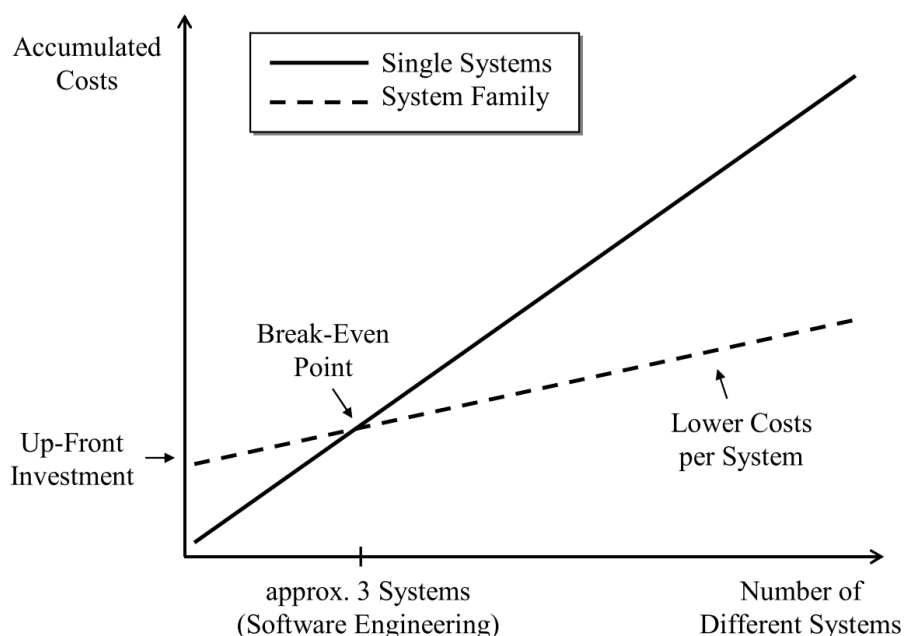 Accumulated
Costs
Single Systems
System Family
Break-Even
Point
Up-Front
Investment
Lower Costs
per System
approx. 3 Systems
(Software Engineering)
Number of
Different Systems